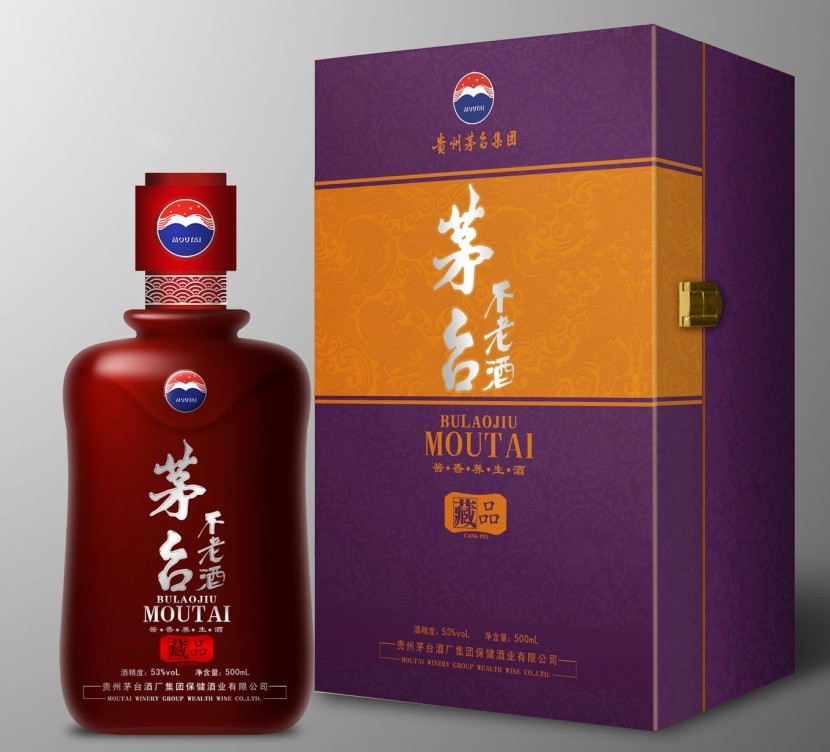 MOUTAI
MOUTAI
茅台
不老酒
BULAOJIU
MOUTAI
酱•香•养•生•酒
藏品
酒精度：53%voL 净含量：500mL
贵州茅台酒厂集团保健酒业有限公司
MOUTAI WINERY GROUP WEALTH WINE CO.,LTD.
MOUTAI
贵州茅台集团
茅台
不老酒
BULAOJIU
MOUTAI
酱•香•养•生•酒
藏品
CANG PIN
酒精度：53%voL 净含量：500mL
贵州茅台酒厂集团保健酒业有限公司
MOUTAI WINERY GROUP WEALTH WINE CO.,LTD.